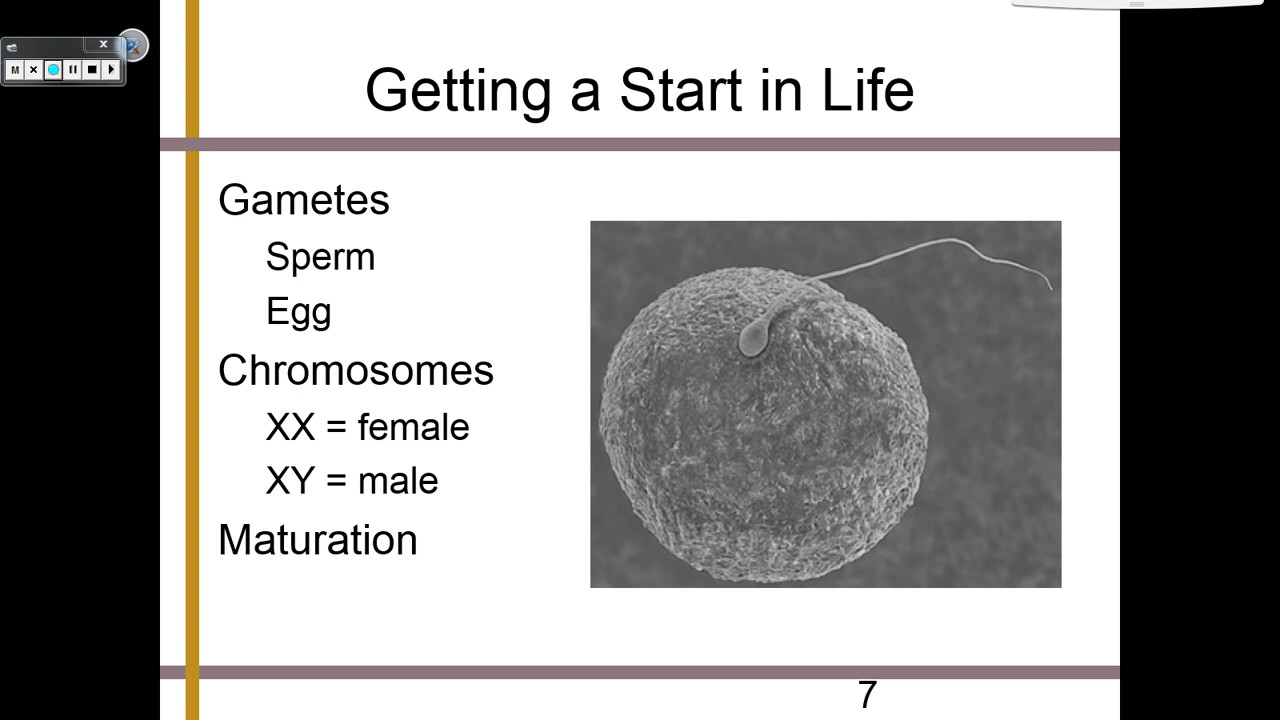 M
Getting a Start in Life
Gametes
Sperm
Egg
Chromosomes
XX = female
XY = male
Maturation
7